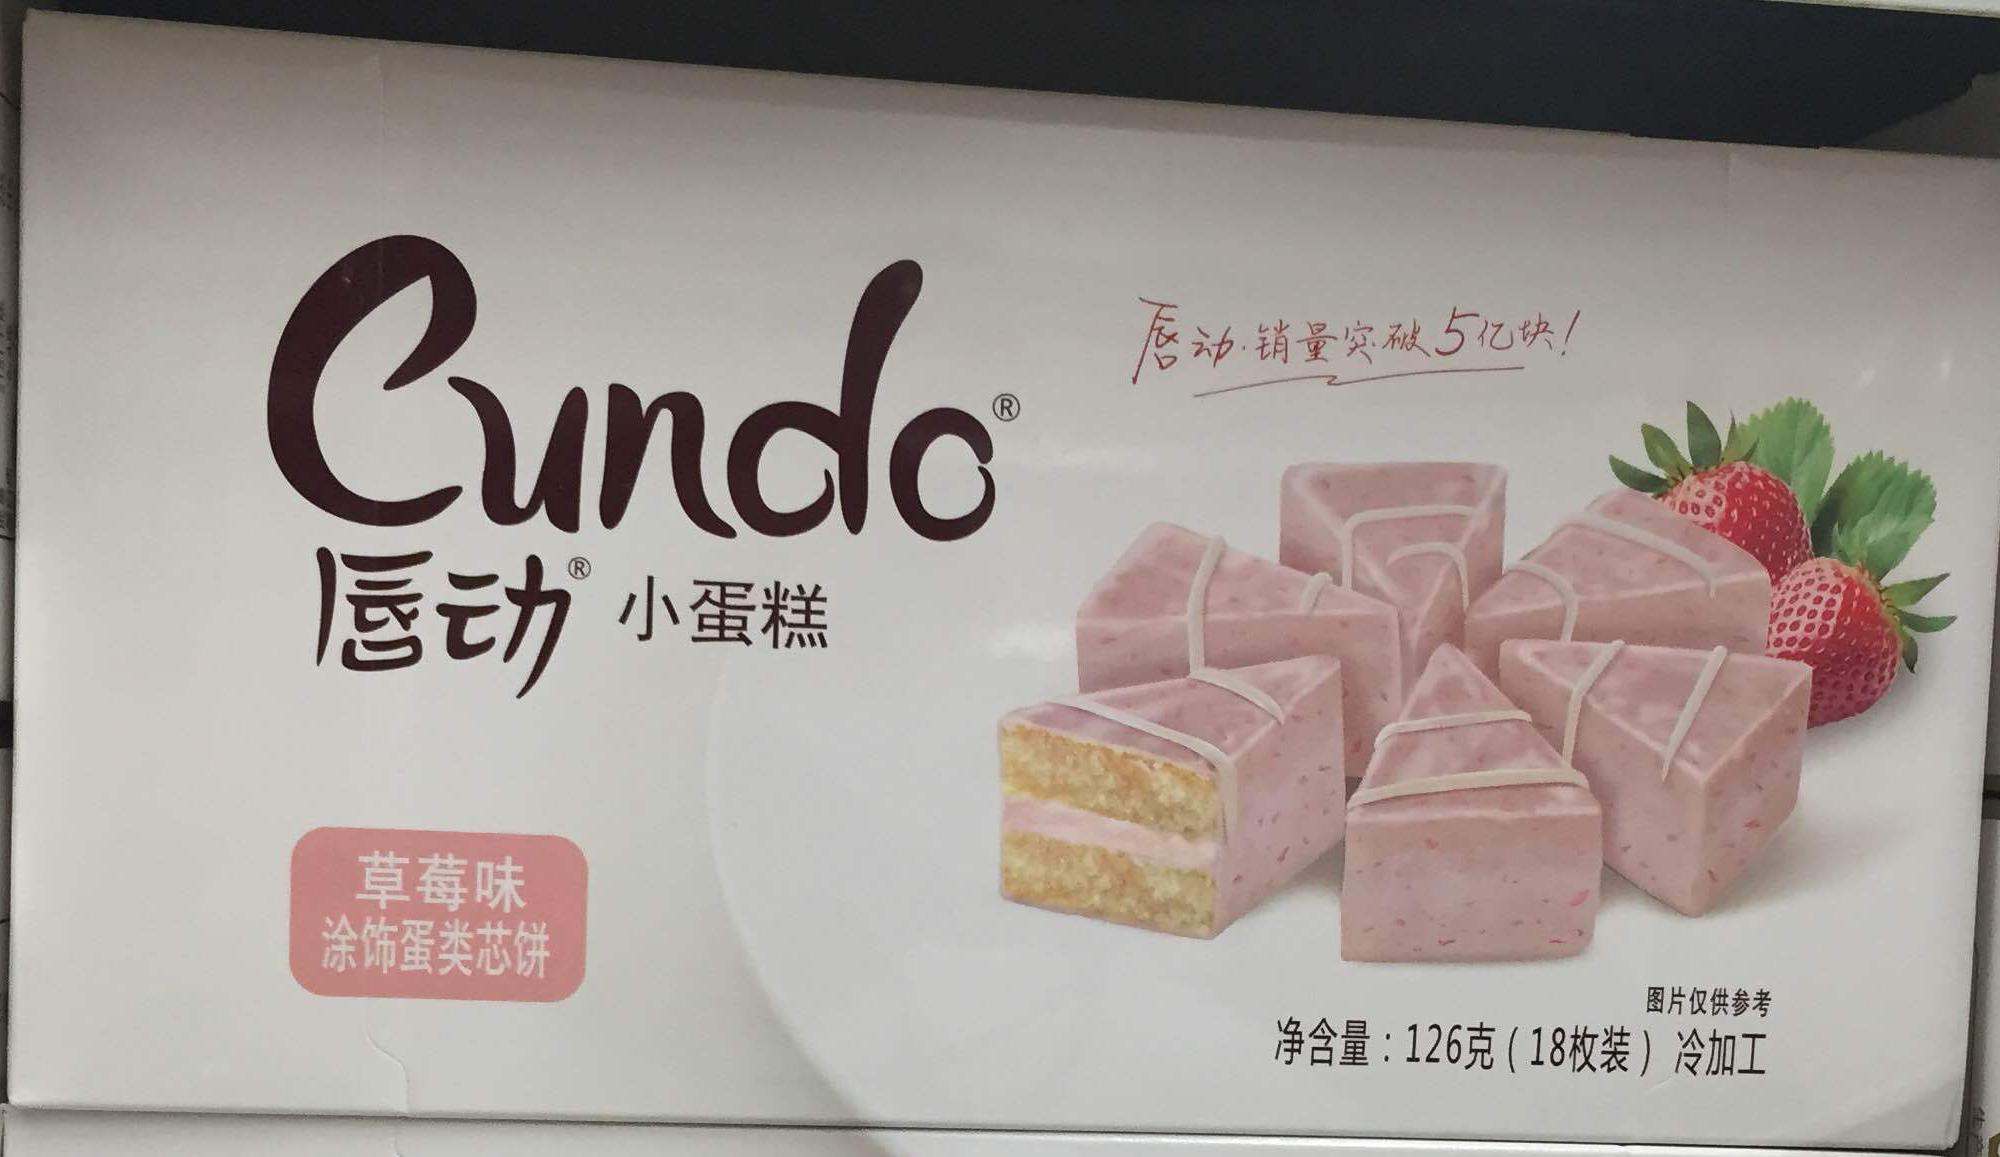 Cundo®
唇动·销量突破5亿块!
唇动® 小蛋糕
草莓味
涂饰蛋类芯饼
图片仅供参考
净含量:126克(18枚装) 冷加工